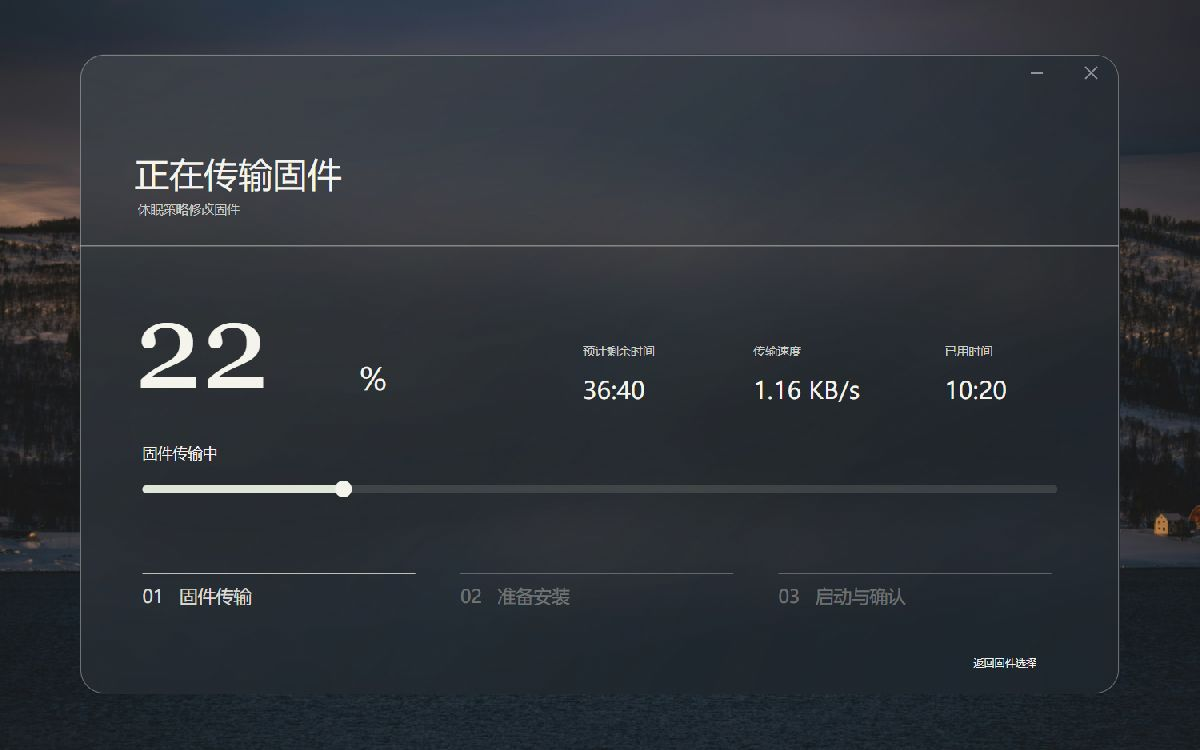 正在传输固件
休眠策略修改固件
22 %
预计剩余时间
36:40
传输速度
1.16 KB/s
已用时间
10:20
固件传输中
01 固件传输
02 准备安装
03 启动与确认
返回固件选择